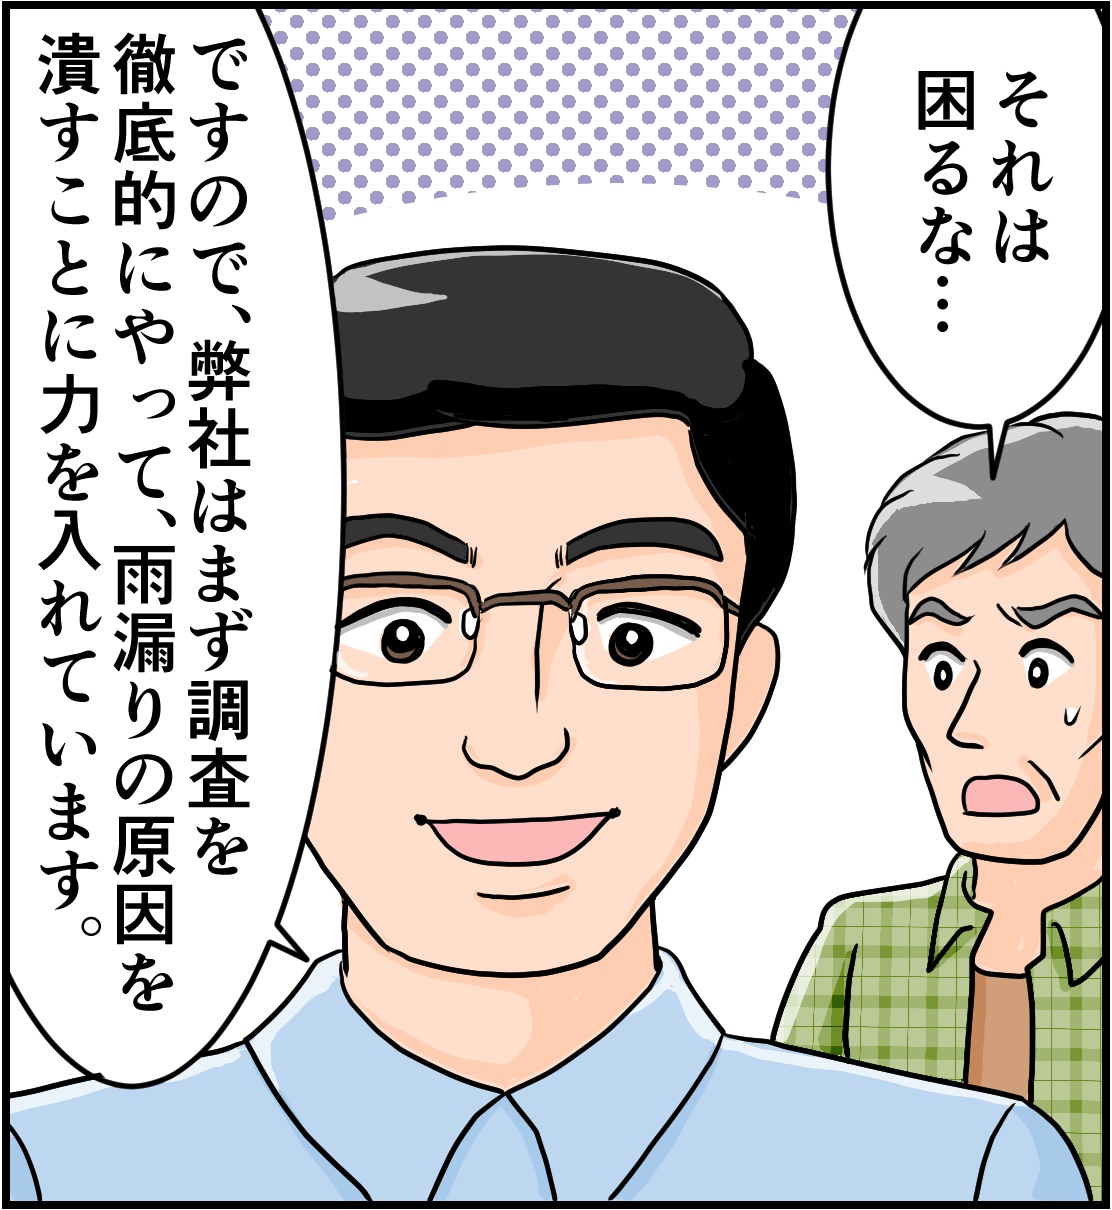 それは
困るな…
ですので、弊社はまず調査を
徹底的にやって、雨漏りの原因を
潰すことに力を入れています。